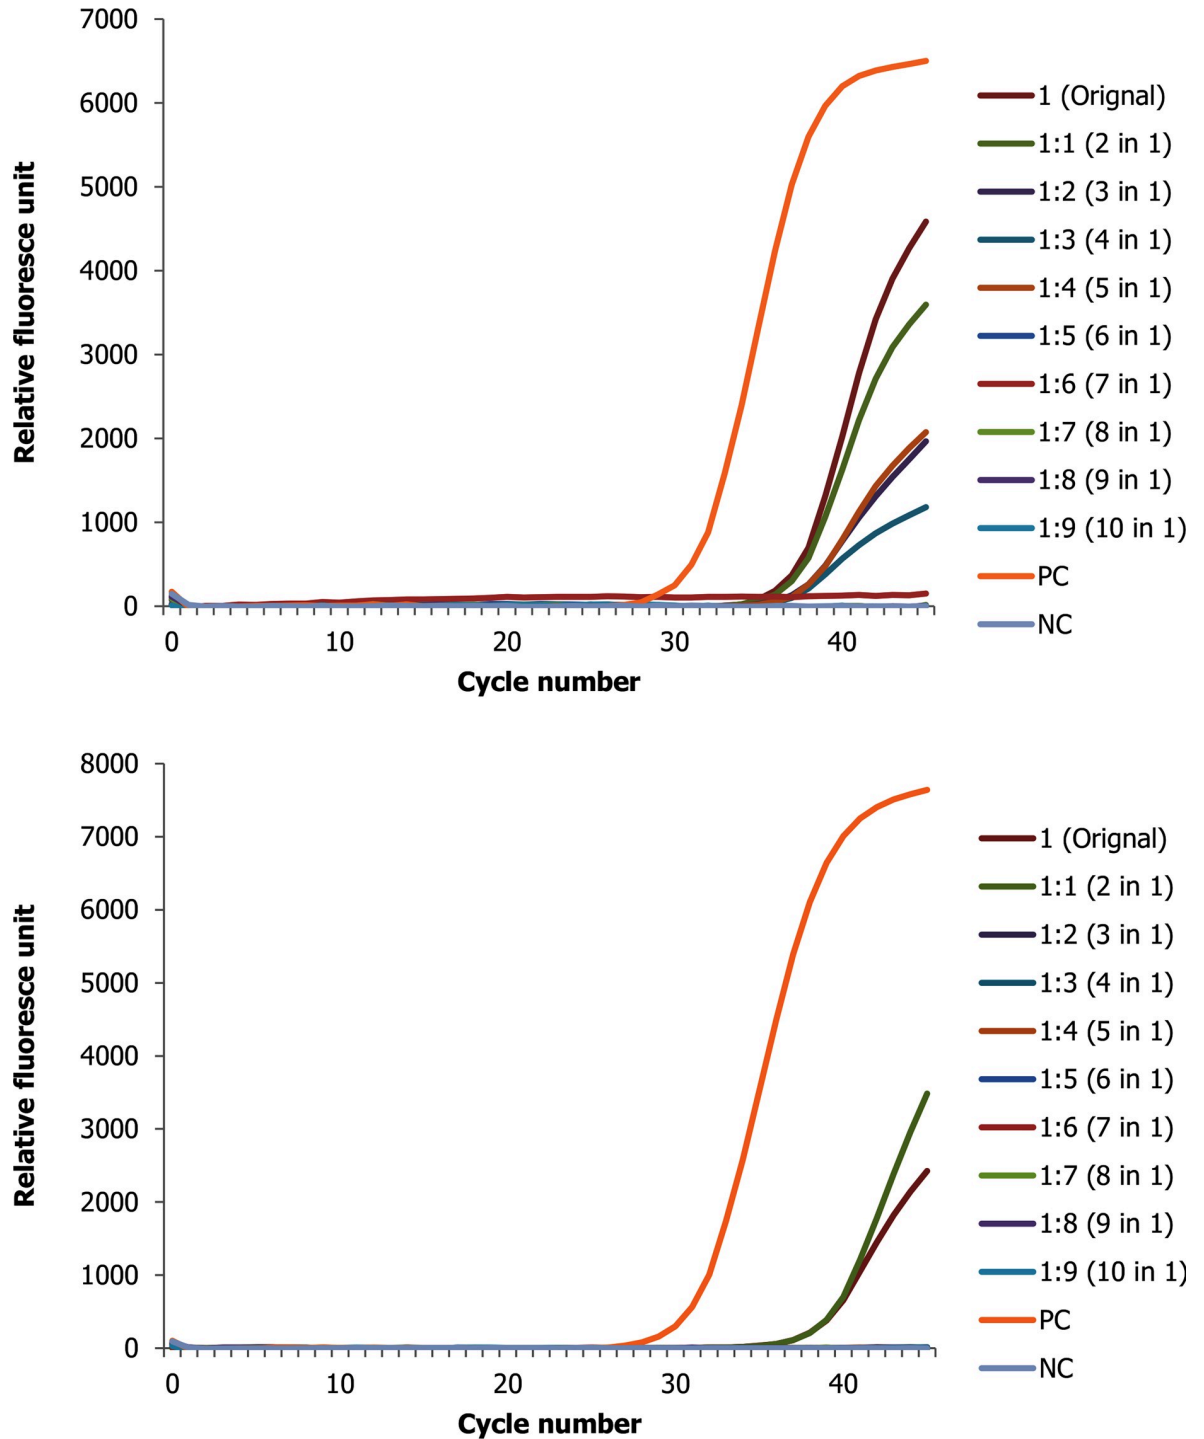 7000
6000
5000
4000
3000
2000
1000
0
Relative fluoresce unit
0 10 20 30 40
Cycle number
1 (Orignal)
1:1 (2 in 1)
1:2 (3 in 1)
1:3 (4 in 1)
1:4 (5 in 1)
1:5 (6 in 1)
1:6 (7 in 1)
1:7 (8 in 1)
1:8 (9 in 1)
1:9 (10 in 1)
PC
NC
8000
7000
6000
5000
4000
3000
2000
1000
0
Relative fluoresce unit
0 10 20 30 40
Cycle number
1 (Orignal)
1:1 (2 in 1)
1:2 (3 in 1)
1:3 (4 in 1)
1:4 (5 in 1)
1:5 (6 in 1)
1:6 (7 in 1)
1:7 (8 in 1)
1:8 (9 in 1)
1:9 (10 in 1)
PC
NC